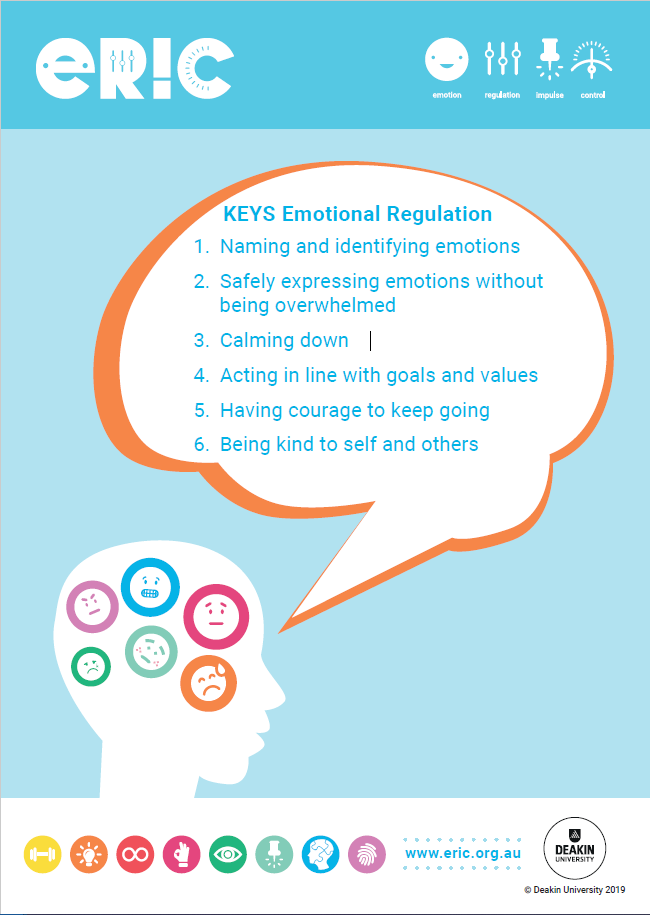 eR!C
emotion regulation impulse control
KEYS Emotional Regulation
1. Naming and identifying emotions
2. Safely expressing emotions without
being overwhelmed
3. Calming down
4. Acting in line with goals and values
5. Having courage to keep going
6. Being kind to self and others
www.eric.org.au
DEAKIN
UNIVERSITY
© Deakin University 2019